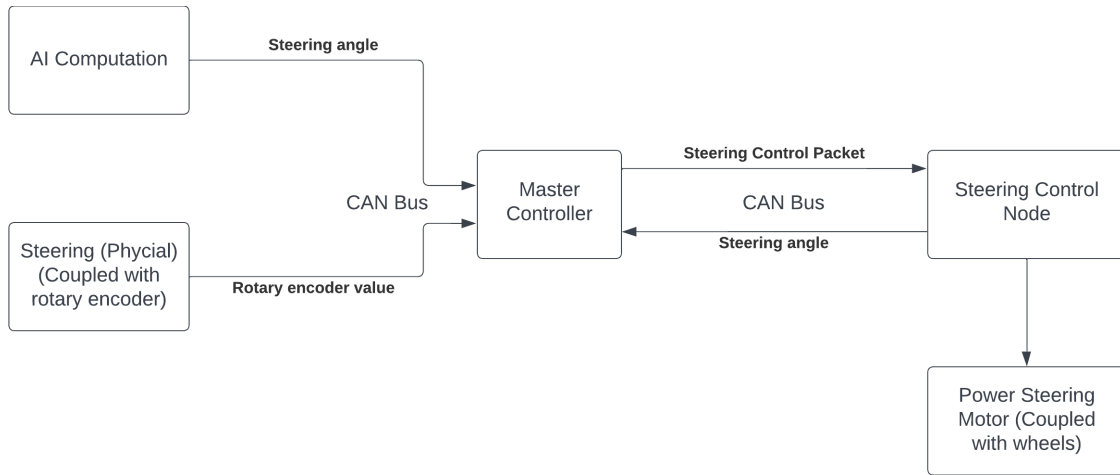 AI Computation
Steering angle
Steering (Phycial)
(Coupled with
rotary encoder)
Rotary encoder value
CAN Bus
Master
Controller
Steering Control Packet
CAN Bus
Steering angle
Steering Control
Node
Power Steering
Motor (Coupled
with wheels)